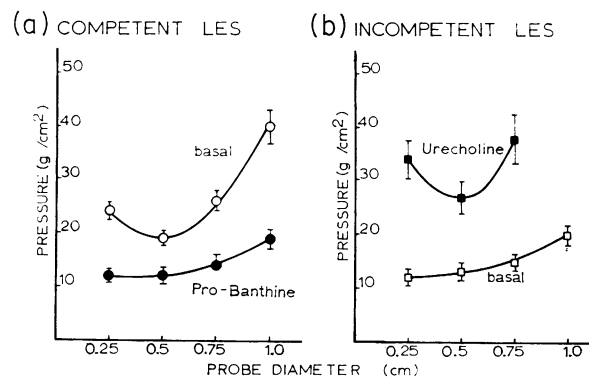 (a) COMPETENT LES
50
40
30
20
10
PRESSURE (g/cm²)
basal
Pro-Banthine
0.25 0.5 0.75 1.0
(b) INCOMPETENT LES
50
40
30
20
10
PRESSURE (g/cm²)
Urecholine
basal
0.25 0.5 0.75 1.0
PROBE DIAMETER (cm)